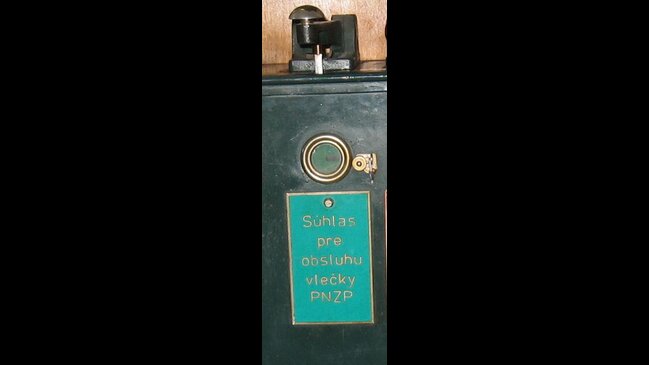 Súhlas
pre
obsluhu
vlečky
PNZP